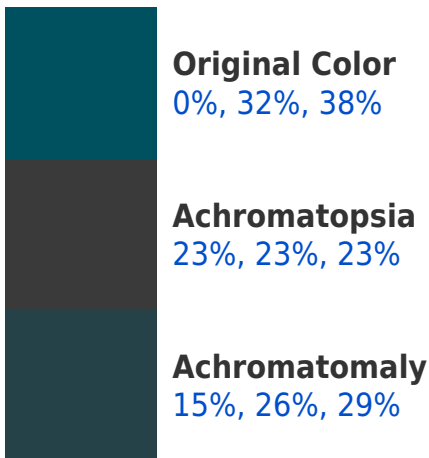 Original Color
0%, 32%, 38%
Achromatopsia
23%, 23%, 23%
Achromatomaly
15%, 26%, 29%